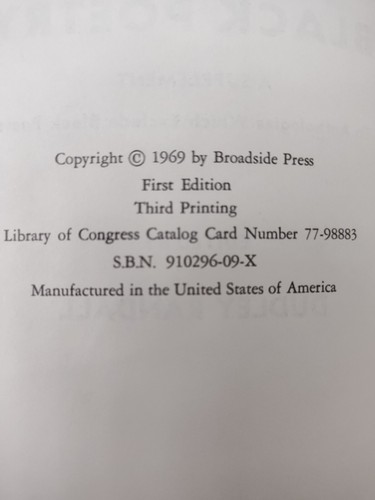 Copyright © 1969 by Broadside Press
First Edition
Third Printing
Library of Congress Catalog Card Number 77-98883
S.B.N. 910296-09-X
Manufactured in the United States of America